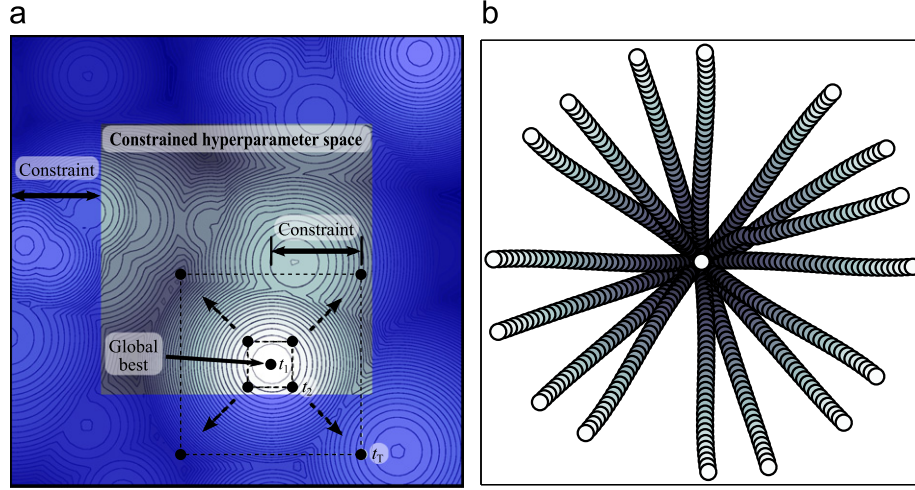 a
b
Constrained hyperparameter space
Constraint
Constraint
Global
best
t1
t2
tT